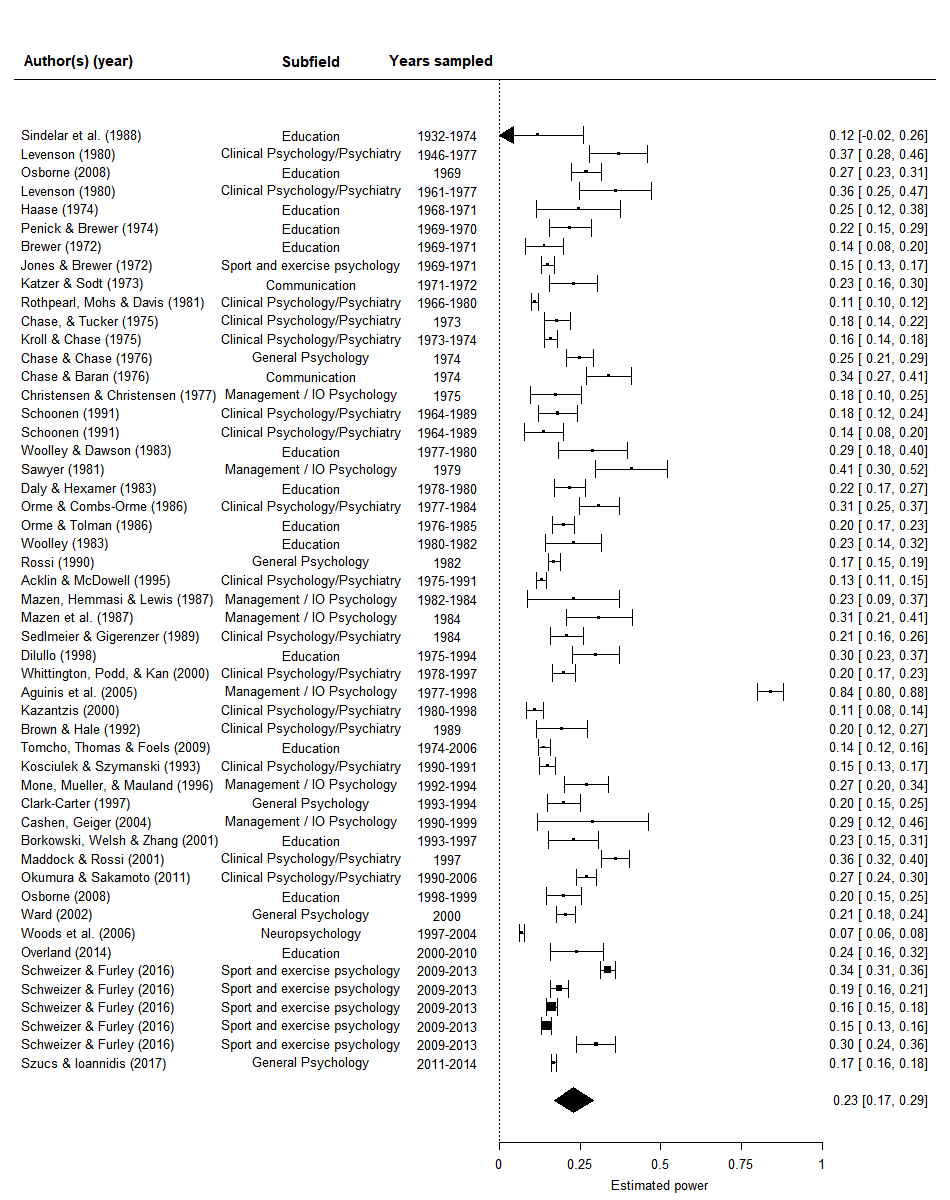 Author(s) (year) Subfield Years sampled
Sindelar et al. (1988) Education 1932-1974 0.12 [-0.02, 0.26]
Levenson (1980) Clinical Psychology/Psychiatry 1946-1977 0.37 [ 0.28, 0.46]
Osborne (2008) Education 1969 0.27 [ 0.23, 0.31]
Levenson (1980) Clinical Psychology/Psychiatry 1961-1977 0.36 [ 0.25, 0.47]
Haase (1974) Education 1968-1971 0.25 [ 0.12, 0.38]
Penick & Brewer (1974) Education 1969-1970 0.22 [ 0.15, 0.29]
Brewer (1972) Education 1969-1971 0.14 [ 0.08, 0.20]
Jones & Brewer (1972) Sport and exercise psychology 1969-1971 0.15 [ 0.13, 0.17]
Katzer & Sodt (1973) Communication 1971-1972 0.23 [ 0.16, 0.30]
Rothpearl, Mohs & Davis (1981) Clinical Psychology/Psychiatry 1966-1980 0.11 [ 0.10, 0.12]
Chase, & Tucker (1975) Clinical Psychology/Psychiatry 1973 0.18 [ 0.14, 0.22]
Kroll & Chase (1975) Clinical Psychology/Psychiatry 1973-1974 0.16 [ 0.14, 0.18]
Chase & Chase (1976) General Psychology 1974 0.25 [ 0.21, 0.29]
Chase & Baran (1976) Communication 1974 0.34 [ 0.27, 0.41]
Christensen & Christensen (1977) Management / IO Psychology 1975 0.18 [ 0.10, 0.25]
Schoonen (1991) Clinical Psychology/Psychiatry 1964-1989 0.18 [ 0.12, 0.24]
Schoonen (1991) Clinical Psychology/Psychiatry 1964-1989 0.14 [ 0.08, 0.20]
Woolley & Dawson (1983) Education 1977-1980 0.29 [ 0.18, 0.40]
Sawyer (1981) Management / IO Psychology 1979 0.41 [ 0.30, 0.52]
Daly & Hexamer (1983) Education 1978-1980 0.22 [ 0.17, 0.27]
Orme & Combs-Orme (1986) Clinical Psychology/Psychiatry 1977-1984 0.31 [ 0.25, 0.37]
Orme & Tolman (1986) Education 1976-1985 0.20 [ 0.17, 0.23]
Woolley (1983) Education 1980-1982 0.23 [ 0.14, 0.32]
Rossi (1990) General Psychology 1982 0.17 [ 0.15, 0.19]
Acklin & McDowell (1995) Clinical Psychology/Psychiatry 1975-1991 0.13 [ 0.11, 0.15]
Mazen, Hemmasi & Lewis (1987) Management / IO Psychology 1982-1984 0.23 [ 0.09, 0.37]
Mazen et al. (1987) Management / IO Psychology 1984 0.31 [ 0.21, 0.41]
Sedlmeier & Gigerenzer (1989) Clinical Psychology/Psychiatry 1984 0.21 [ 0.16, 0.26]
Dilullo (1998) Education 1975-1994 0.30 [ 0.23, 0.37]
Whittington, Podd, & Kan (2000) Clinical Psychology/Psychiatry 1978-1997 0.20 [ 0.17, 0.23]
Aguinis et al. (2005) Management / IO Psychology 1977-1998 0.84 [ 0.80, 0.88]
Kazantzis (2000) Clinical Psychology/Psychiatry 1980-1998 0.11 [ 0.08, 0.14]
Brown & Hale (1992) Clinical Psychology/Psychiatry 1989 0.20 [ 0.12, 0.27]
Tomcho, Thomas & Foels (2009) Education 1974-2006 0.14 [ 0.12, 0.16]
Kosciulek & Szymanski (1993) Clinical Psychology/Psychiatry 1990-1991 0.15 [ 0.13, 0.17]
Mone, Mueller, & Mauland (1996) Management / IO Psychology 1992-1994 0.27 [ 0.20, 0.34]
Clark-Carter (1997) General Psychology 1993-1994 0.20 [ 0.15, 0.25]
Cashen, Geiger (2004) Management / IO Psychology 1990-1999 0.29 [ 0.12, 0.46]
Borkowski, Welsh & Zhang (2001) Education 1993-1997 0.23 [ 0.15, 0.31]
Maddock & Rossi (2001) Clinical Psychology/Psychiatry 1997 0.36 [ 0.32, 0.40]
Okumura & Sakamoto (2011) Clinical Psychology/Psychiatry 1990-2006 0.27 [ 0.24, 0.30]
Osborne (2008) Education 1998-1999 0.20 [ 0.15, 0.25]
Ward (2002) General Psychology 2000 0.21 [ 0.18, 0.24]
Woods et al. (2006) Neuropsychology 1997-2004 0.07 [ 0.06, 0.08]
Overland (2014) Education 2000-2010 0.24 [ 0.16, 0.32]
Schweizer & Furley (2016) Sport and exercise psychology 2009-2013 0.34 [ 0.31, 0.36]
Schweizer & Furley (2016) Sport and exercise psychology 2009-2013 0.19 [ 0.16, 0.21]
Schweizer & Furley (2016) Sport and exercise psychology 2009-2013 0.16 [ 0.15, 0.18]
Schweizer & Furley (2016) Sport and exercise psychology 2009-2013 0.15 [ 0.13, 0.16]
Schweizer & Furley (2016) Sport and exercise psychology 2009-2013 0.30 [ 0.24, 0.36]
Szucs & Ioannidis (2017) General Psychology 2011-2014 0.17 [ 0.16, 0.18]
0.23 [0.17, 0.29]
0 0.25 0.5 0.75 1
Estimated power